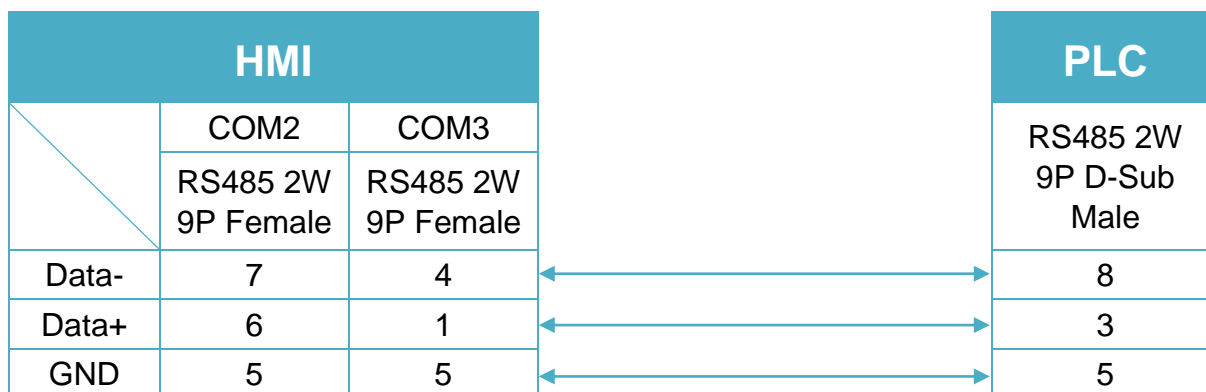 HMI PLC
COM2 COM3
RS485 2W RS485 2W RS485 2W
9P Female 9P Female 9P D-Sub
Male
Data- 7 4 8
Data+ 6 1 3
GND 5 5 5